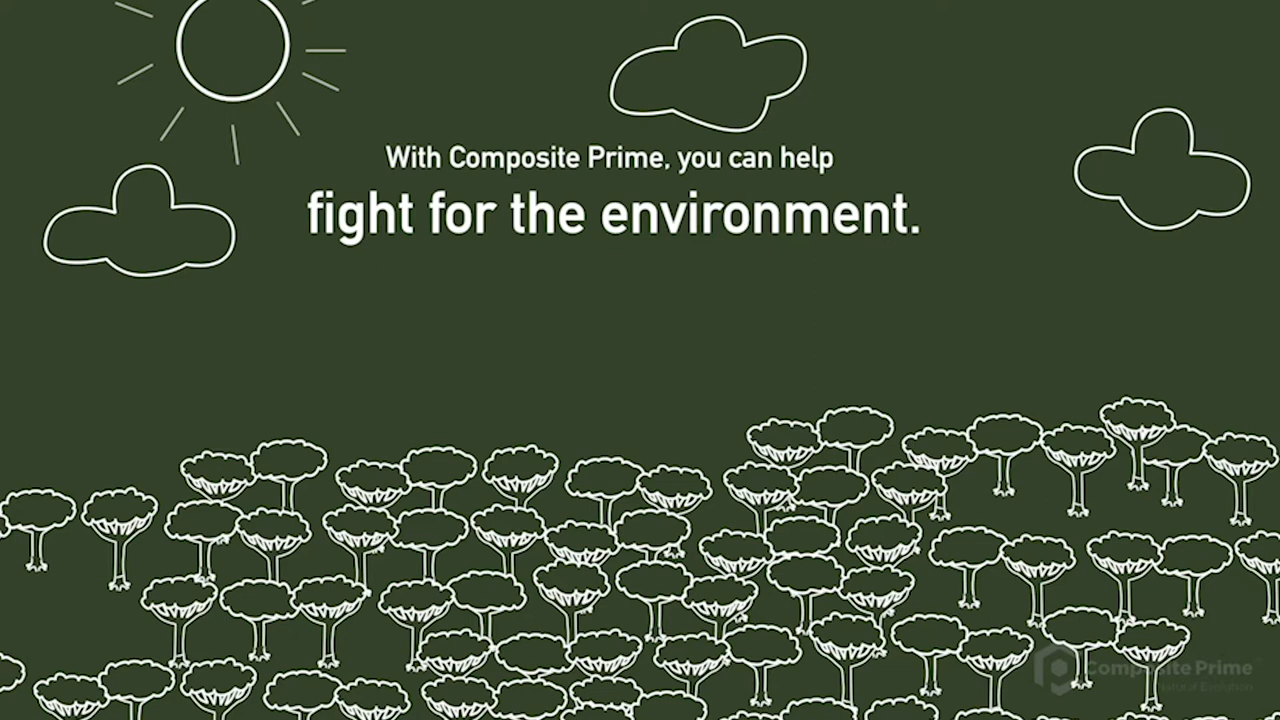 With Composite Prime, you can help
fight for the environment.
Composite Prime